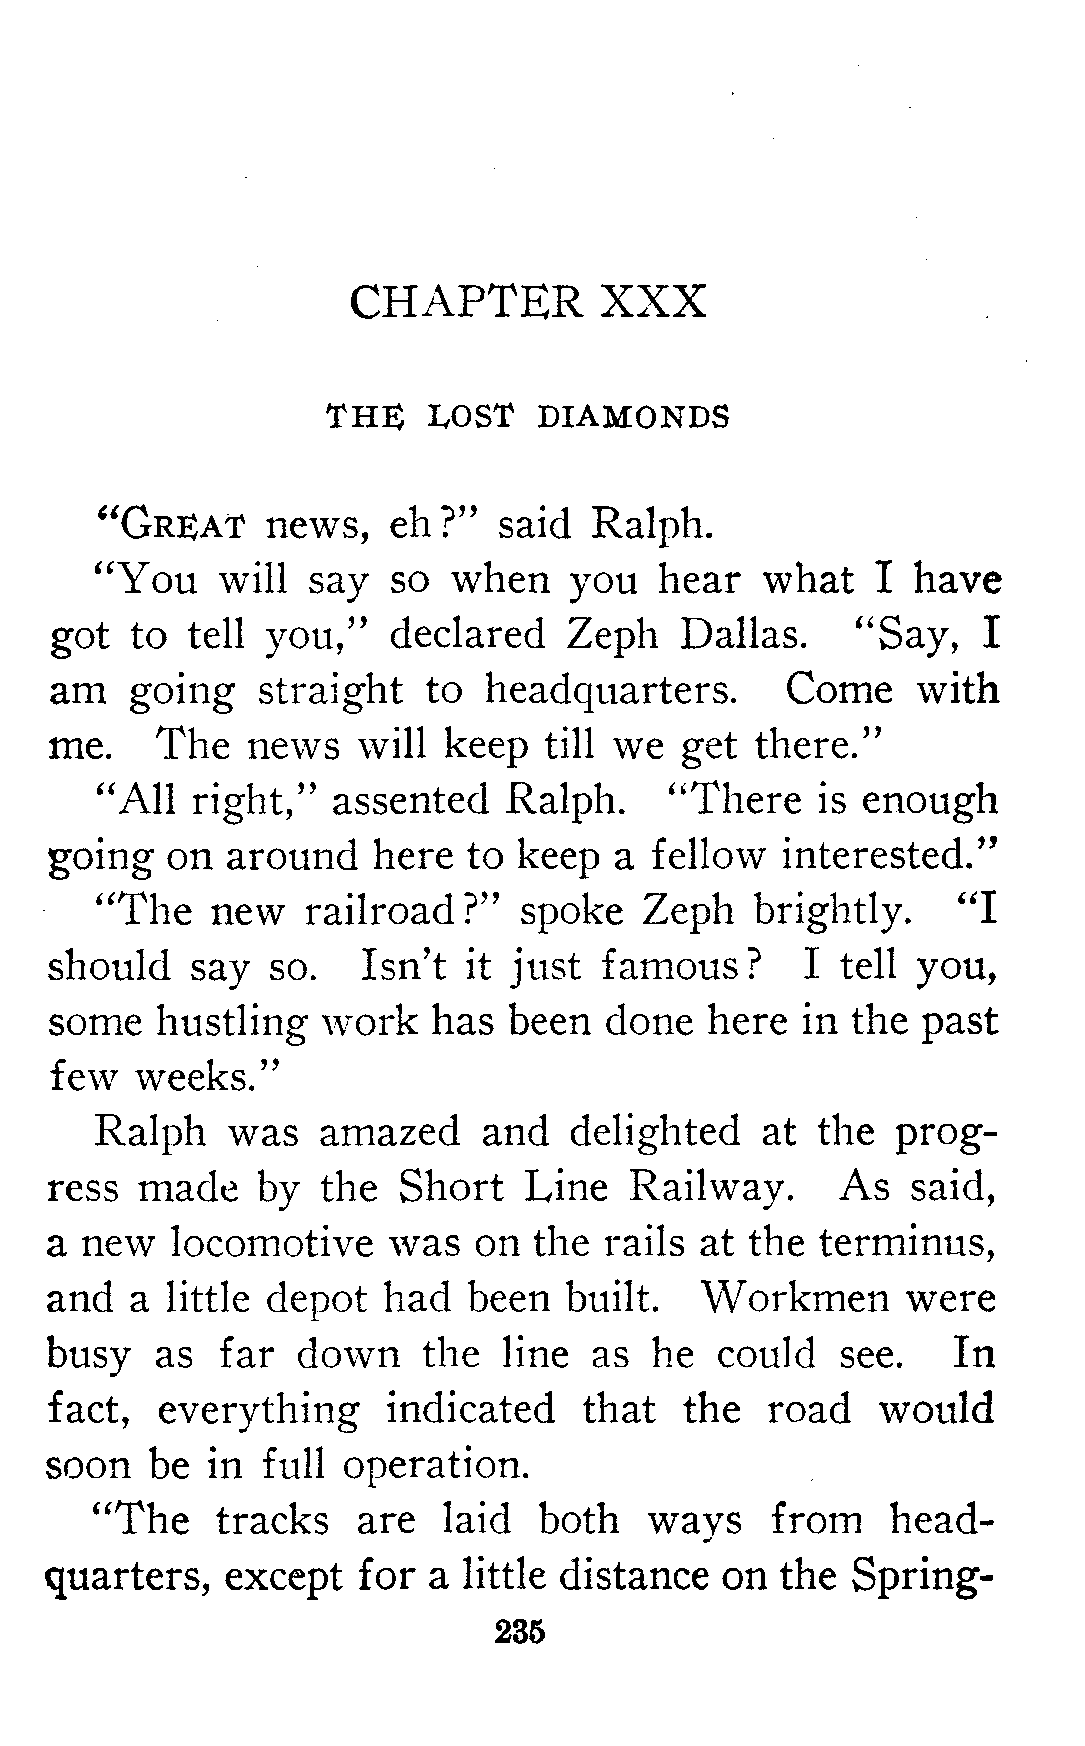 CHAPTER XXX
THE LOST DIAMONDS
“GREAT news, eh?” said Ralph.
“You will say so when you hear what I have
got to tell you,” declared Zeph Dallas. “Say, I
am going straight to headquarters. Come with
me. The news will keep till we get there.”
“All right,” assented Ralph. “There is enough
going on around here to keep a fellow interested.”
“The new railroad?” spoke Zeph brightly. “I
should say so. Isn’t it just famous? I tell you,
some hustling work has been done here in the past
few weeks.”
Ralph was amazed and delighted at the prog-
ress made by the Short Line Railway. As said,
a new locomotive was on the rails at the terminus,
and a little depot had been built. Workmen were
busy as far down the line as he could see. In
fact, everything indicated that the road would
soon be in full operation.
“The tracks are laid both ways from head-
quarters, except for a little distance on the Spring-
235